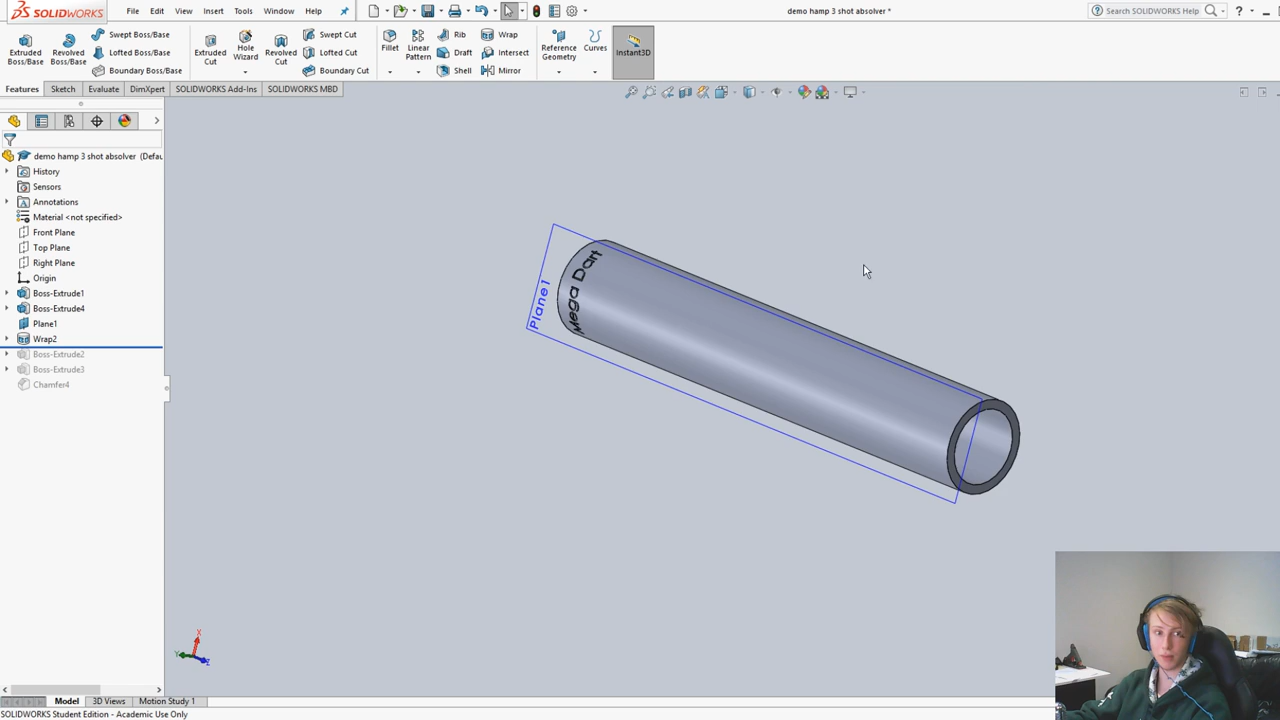 SOLIDWORKS
File
Edit
View
Insert
Tools
Window
Help
demo hamp 3 shot absolver *
Search SOLIDWORKS Help
?
Extruded Boss/Base
Revolved Boss/Base
Swept Boss/Base
Lofted Boss/Base
Boundary Boss/Base
Extruded Cut
Hole Wizard
Revolved Cut
Swept Cut
Lofted Cut
Boundary Cut
Fillet
Linear Pattern
Rib
Draft
Shell
Wrap
Intersect
Mirror
Reference Geometry
Curves
Instant3D
Features
Sketch
Evaluate
DimXpert
SOLIDWORKS Add-Ins
SOLIDWORKS MBD
demo hamp 3 shot absolver (Defau
History
Sensors
Annotations
Material <not specified>
Front Plane
Top Plane
Right Plane
Origin
Boss-Extrude1
Boss-Extrude4
Plane1
Wrap2
Boss-Extrude2
Boss-Extrude3
Chamfer4
Plane1
Mega Dart
X
Y
Z
Model
3D Views
Motion Study 1
SOLIDWORKS Student Edition - Academic Use Only